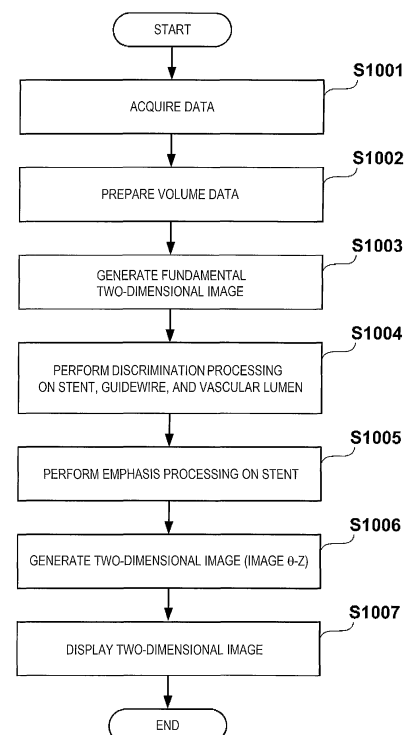 START
S1001
ACQUIRE DATA
S1002
PREPARE VOLUME DATA
S1003
GENERATE FUNDAMENTAL
TWO-DIMENSIONAL IMAGE
S1004
PERFORM DISCRIMINATION PROCESSING
ON STENT, GUIDEWIRE, AND VASCULAR LUMEN
S1005
PERFORM EMPHASIS PROCESSING ON STENT
S1006
GENERATE TWO-DIMENSIONAL IMAGE (IMAGE θ-Z)
S1007
DISPLAY TWO-DIMENSIONAL IMAGE
END